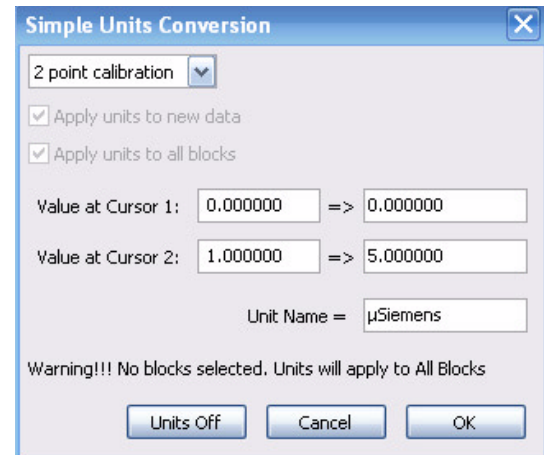 Simple Units Conversion
2 point calibration
Apply units to new data
Apply units to all blocks
Value at Cursor 1: 0.000000 => 0.000000
Value at Cursor 2: 1.000000 => 5.000000
Unit Name = µSiemens
Warning!!! No blocks selected. Units will apply to All Blocks
Units Off Cancel OK